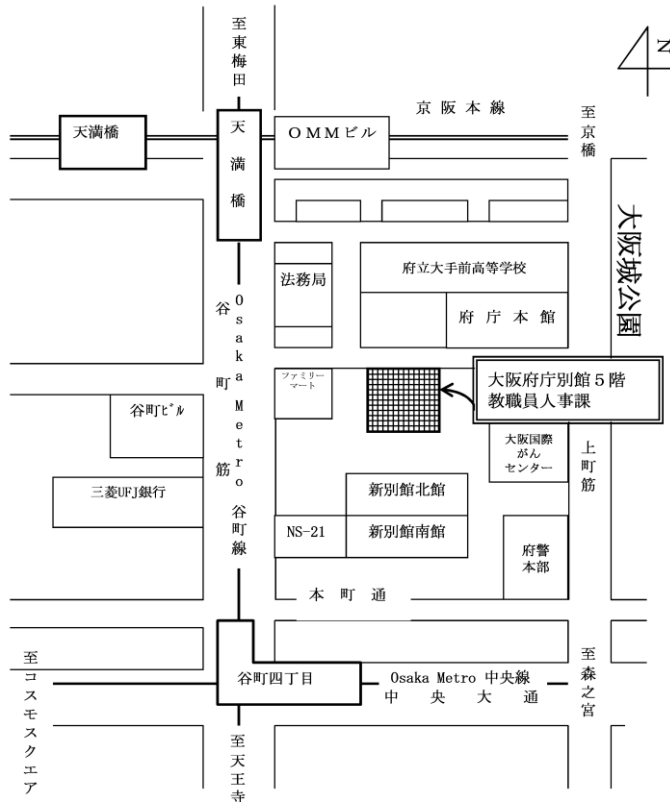 至東梅田
N
京阪本線
至京橋
天満橋
天満橋
OMMビル
大阪城公園
法務局
府立大手前高等学校
府庁本館
谷町筋
Osaka Metro 谷町線
ファミリー
マート
大阪府庁別館5階
教職員人事課
谷町ビル
大阪国際
がん
センター
上町筋
三菱UFJ銀行
新別館北館
NS-21
新別館南館
府警
本部
本町通
至コスモスクエア
谷町四丁目
Osaka Metro 中央線
中央大通
至森之宮
至天王寺